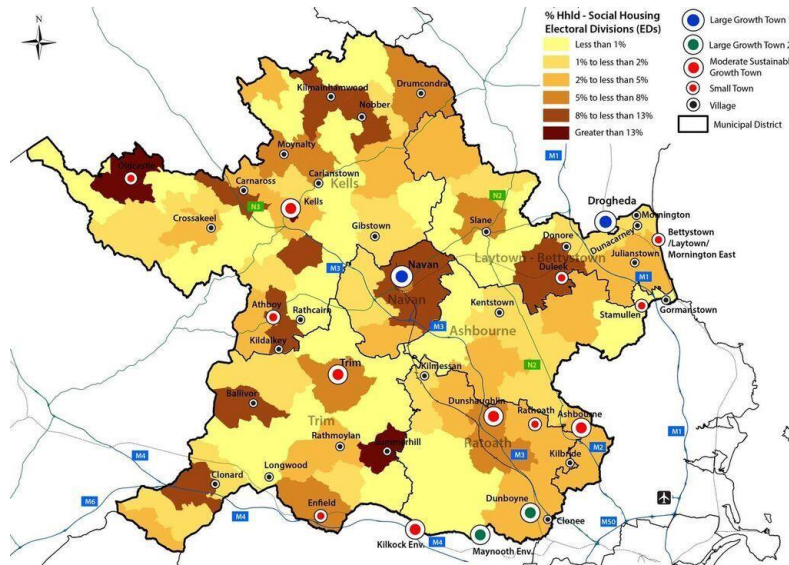 N
% Hhld - Social Housing
Electoral Divisions (EDs)
Less than 1%
1% to less than 2%
2% to less than 5%
5% to less than 8%
8% to less than 13%
Greater than 13%
Large Growth Town
Large Growth Town 2
Moderate Sustainable
Growth Town
Small Town
Village
Municipal District
Drumcondra
Kilmainhamwood
Nobber
Moynalty
Oldcastle
Carnaross
Carlanstown
Kells
Kells
N3
Crossakeel
Gibstown
N2
Slane
M1
Drogheda
Mornington
Donore
Dunacarney
Bettystown
/Laytown/
Mornington East
Laytown - Bettystown
Julianstown
Duleek
M1
M3
Navan
Navan
Stamullen
Gormanstown
Athboy
Rathcairn
Kentstown
M3
Ashbourne
Kildalkey
N2
Trim
Kilmessan
Ballivor
Dunshaughlin
Rathoath
Ashbourne
Trim
Ratoath
M1
Rathmoylan
Summerhill
M3
M2
Kilbride
M4
Clonard
Longwood
M6
Enfield
Dunboyne
M4
Clonee
M50
Kilkock Env.
M4
Maynooth Env.